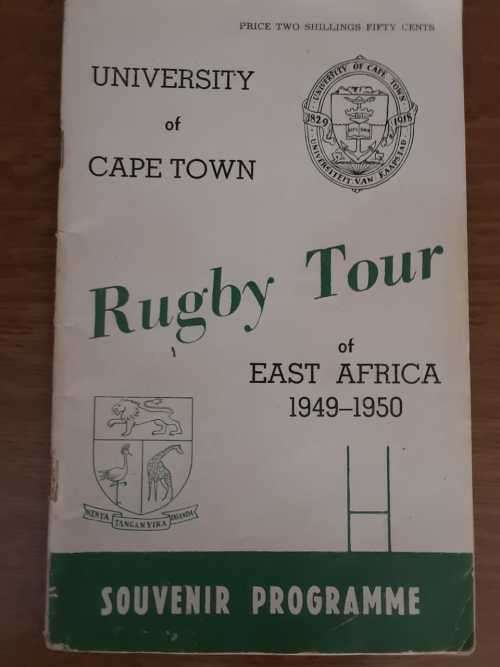 PRICE TWO SHILLINGS FIFTY CENTS
UNIVERSITY
of
CAPE TOWN
UNIVERSITY OF CAPE TOWN
1829 1918
UNIVERSITEIT VAN KAAPSTAD
Rugby Tour
of
EAST AFRICA
1949–1950
KENYA TANGANYIKA UGANDA
SOUVENIR PROGRAMME